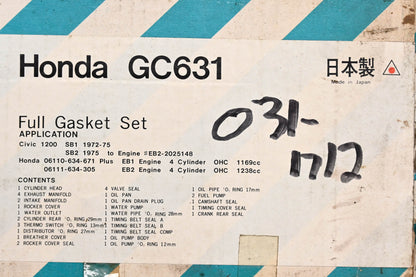 Honda GC631
日本製
Made in Japan
Full Gasket Set
APPLICATION
Civic 1200 SB1 1972-75
SB2 1975 to Engine #EB2-2025148
Honda 06110-634-671 Plus EB1 Engine 4 Cylinder OHC 1169cc
06111-634-305 EB2 Engine 4 Cylinder OHC 1238cc
031-
1712
CONTENTS
1 CYLINDER HEAD
4 EXHAUST MANIFOLD
2 INTAKE MANIFOLD
1 ROCKER COVER
1 WATER OUTLET
2 CYLINDER REAR O, RING 29mm
2 THERMO SWITCH O, RING 13mm
1 DISTRIBUTOR O, RING 27mm
1 BREATHER COVER
2 ROCKER COVER SEAL
4 VALVE SEAL
1 OIL PAN
1 OIL PAN DRAIN PLUG
1 WATER PUMP
1 WATER PIPE O, RING 28mm
1 TIMING BELT SEAL A
1 TIMING BELT SEAL B
1 TIMING BELT SEAL COMP
1 OIL PUMP BODY
1 OIL PUMP O, RING 12mm
1 OIL PIPE O, RING 17mm
2 FUEL PUMP
1 CAMSHAFT SEAL
1 TIMING COVER SEAL
1 CRANK REAR SEAL